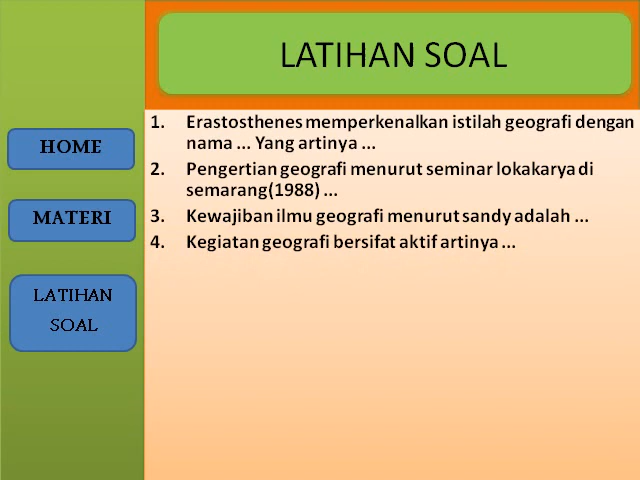 LATIHAN SOAL
HOME
MATERI
LATIHAN
SOAL
1. Erastosthenes memperkenalkan istilah geografi dengan
nama ... Yang artinya ...
2. Pengertian geografi menurut seminar lokakarya di
semarang(1988) ...
3. Kewajiban ilmu geografi menurut sandy adalah ...
4. Kegiatan geografi bersifat aktif artinya ...